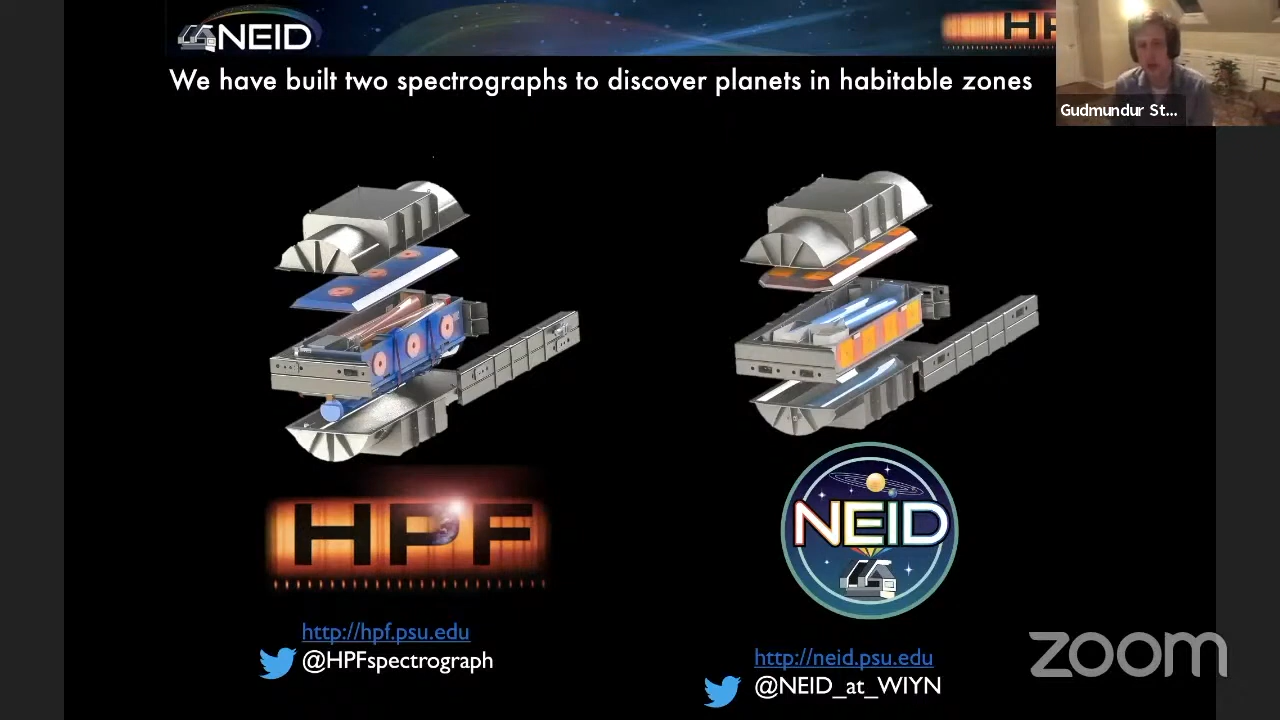 NEID
HP
We have built two spectrographs to discover planets in habitable zones
Gudmundur St...
HPF
NEID
http://hpf.psu.edu
@HPFspectrograph
http://neid.psu.edu
@NEID_at_WIYN
zoom